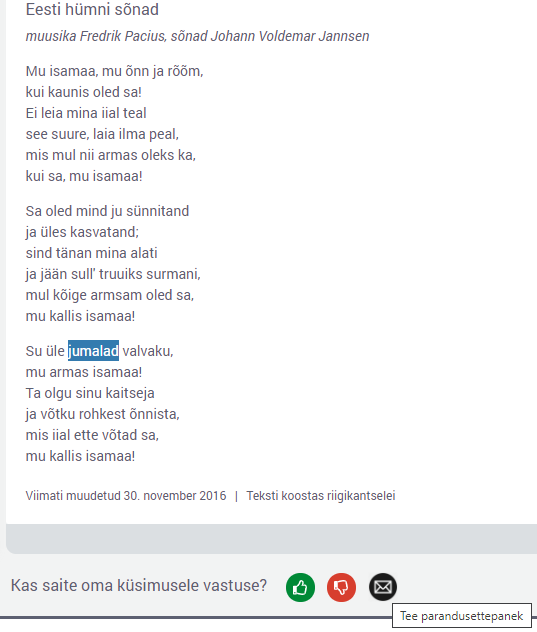 Eesti hümni sõnad
muusika Fredrik Pacius, sõnad Johann Voldemar Jannsen
Mu isamaa, mu õnn ja rõõm,
kui kaunis oled sa!
Ei leia mina iial teal
see suure, laia ilma peal,
mis mul nii armas oleks ka,
kui sa, mu isamaa!
Sa oled mind ju sünnitand
ja üles kasvatand;
sind tänan mina alati
ja jään sull' truuiks surmani,
mul kõige armsam oled sa,
mu kallis isamaa!
Su üle jumalad valvaku,
mu armas isamaa!
Ta olgu sinu kaitseja
ja võtku rohkest õnnista,
mis iial ette võtad sa,
mu kallis isamaa!
Viimati muudetud 30. november 2016 | Teksti koostas riigikantselei
Kas saite oma küsimusele vastuse?
Tee parandusettepanek